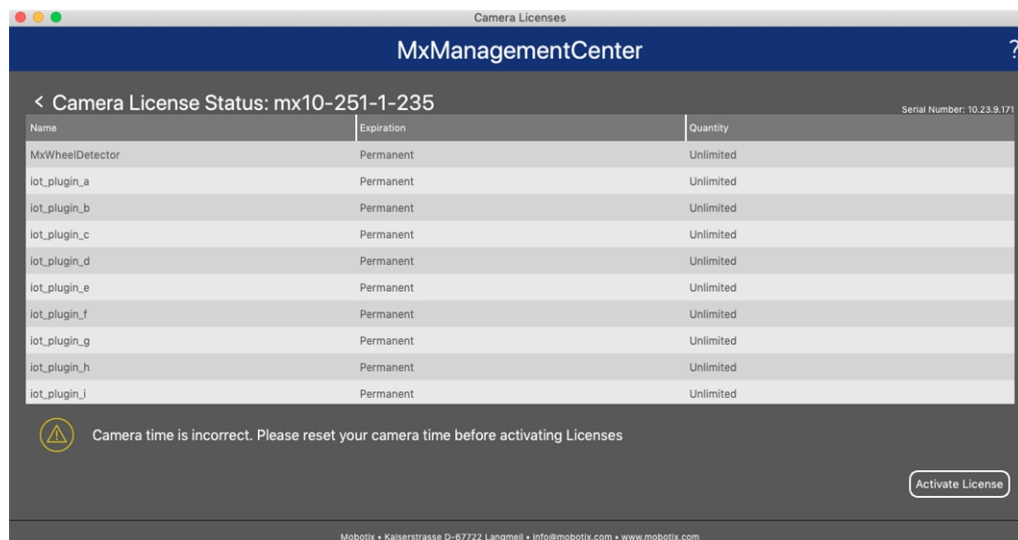 Camera Licenses
MxManagementCenter
?
< Camera License Status: mx10-251-1-235
Serial Number: 10.23.9.171
Name Expiration Quantity
MxWheelDetector Permanent Unlimited
iot_plugin_a Permanent Unlimited
iot_plugin_b Permanent Unlimited
iot_plugin_c Permanent Unlimited
iot_plugin_d Permanent Unlimited
iot_plugin_e Permanent Unlimited
iot_plugin_f Permanent Unlimited
iot_plugin_g Permanent Unlimited
iot_plugin_h Permanent Unlimited
iot_plugin_i Permanent Unlimited
Camera time is incorrect. Please reset your camera time before activating Licenses
Activate License
Mobotix • Kaiserstrasse D-67722 Langmeil • info@mobotix.com • www.mobotix.com